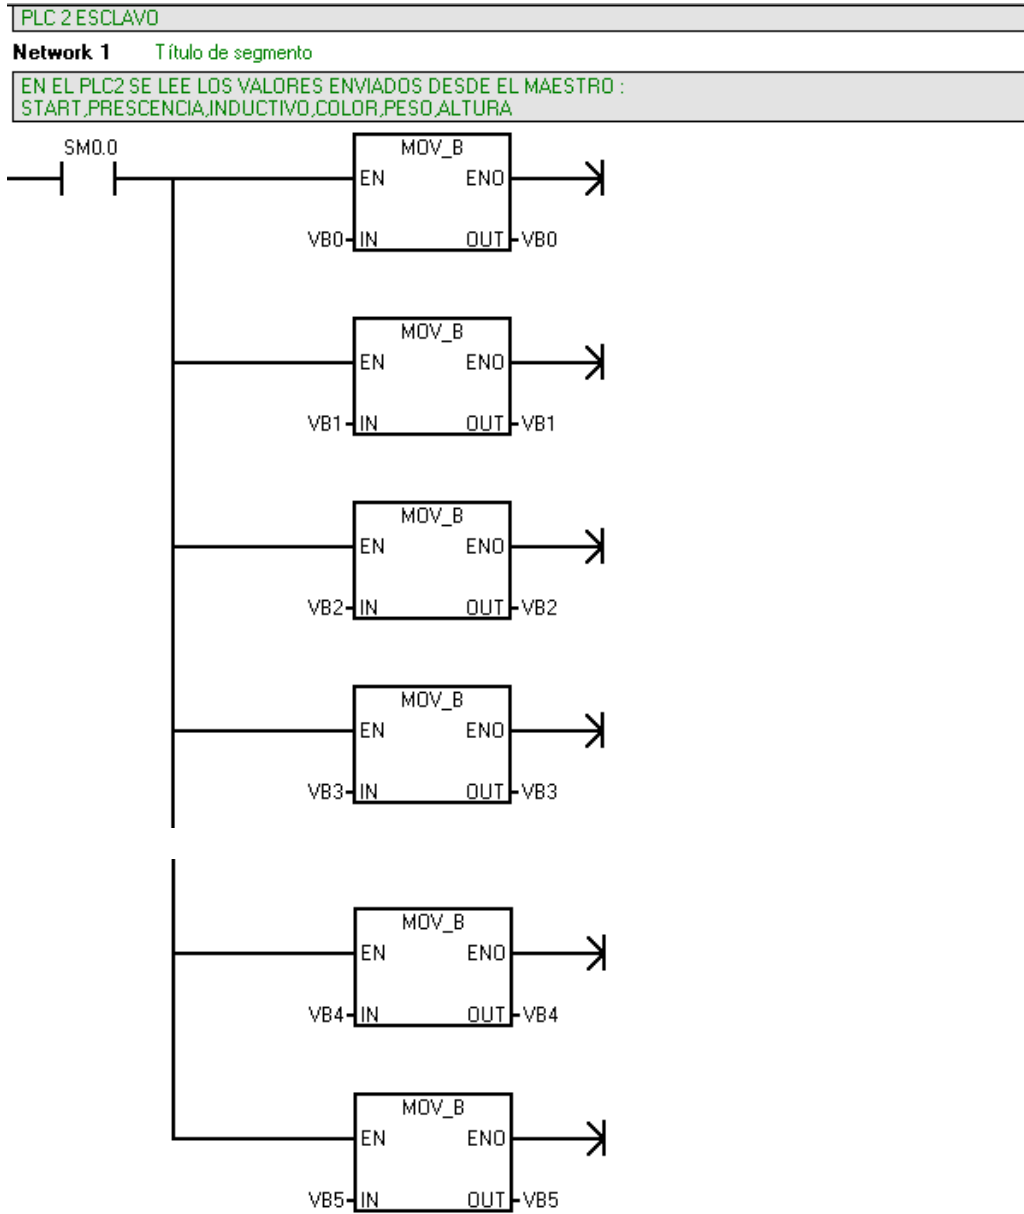 PLC 2 ESCLAVO
Network 1 Título de segmento
EN EL PLC2 SE LEE LOS VALORES ENVIADOS DESDE EL MAESTRO :
START,PRESCENCIA,INDUCTIVO,COLOR,PESO,ALTURA
SM0.0
MOV_B
EN ENO
VB0 IN OUT VB0
MOV_B
EN ENO
VB1 IN OUT VB1
MOV_B
EN ENO
VB2 IN OUT VB2
MOV_B
EN ENO
VB3 IN OUT VB3
MOV_B
EN ENO
VB4 IN OUT VB4
MOV_B
EN ENO
VB5 IN OUT VB5